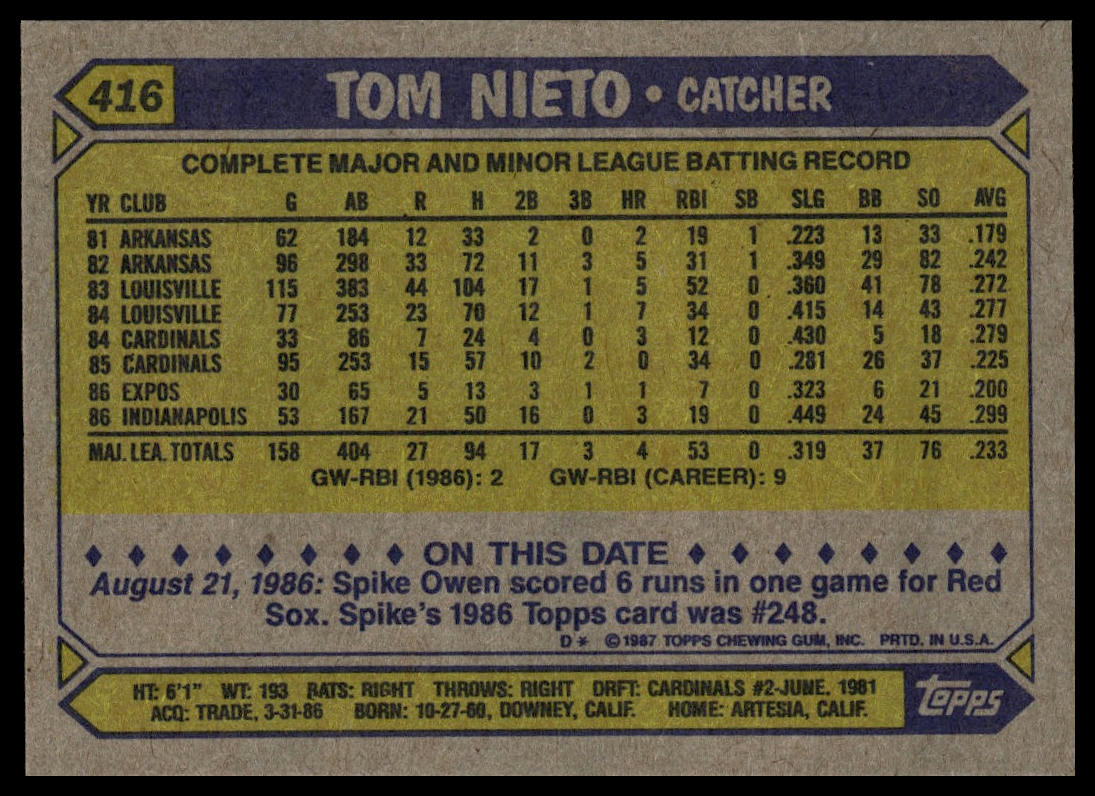 416 TOM NIETO • CATCHER
COMPLETE MAJOR AND MINOR LEAGUE BATTING RECORD
YR CLUB G AB R H 2B 3B HR RBI SB SLG BB SO AVG
81 ARKANSAS 62 184 12 33 2 0 2 19 1 .223 13 33 .179
82 ARKANSAS 96 298 33 72 11 3 5 31 1 .349 29 82 .242
83 LOUISVILLE 115 383 44 104 17 1 5 52 0 .360 41 78 .272
84 LOUISVILLE 77 253 23 70 12 1 7 34 0 .415 14 43 .277
84 CARDINALS 33 86 7 24 4 0 3 12 0 .430 5 18 .279
85 CARDINALS 95 253 15 57 10 2 0 34 0 .281 26 37 .225
86 EXPOS 30 65 5 13 3 1 1 7 0 .323 6 21 .200
86 INDIANAPOLIS 53 167 21 50 16 0 3 19 0 .449 24 45 .299
MAJ. LEA. TOTALS 158 404 27 94 17 3 4 53 0 .319 37 76 .233
GW-RBI (1986): 2 GW-RBI (CAREER): 9
ON THIS DATE
August 21, 1986: Spike Owen scored 6 runs in one game for Red
Sox. Spike's 1986 Topps card was #248.
D* ©1987 TOPPS CHEWING GUM, INC. PRTD. IN U.S.A.
HT: 6'1" WT: 193 BATS: RIGHT THROWS: RIGHT DRFT: CARDINALS #2-JUNE, 1981
ACQ: TRADE, 3-31-86 BORN: 10-27-60, DOWNEY, CALIF. HOME: ARTESIA, CALIF.
Topps